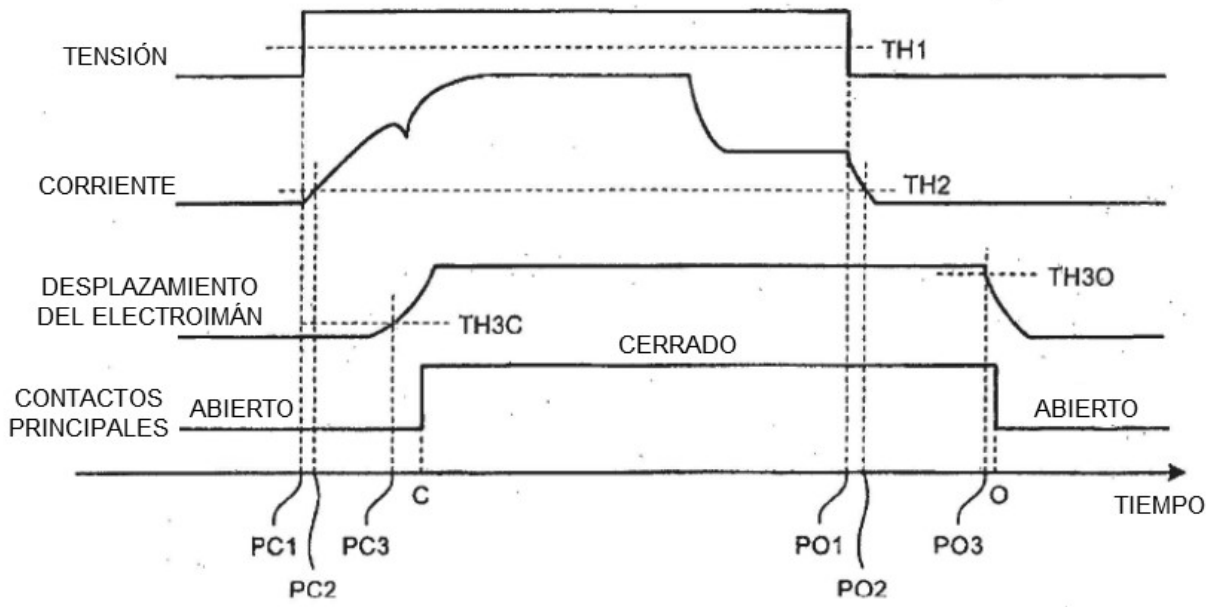 TENSIÓN
TH1
CORRIENTE
TH2
DESPLAZAMIENTO
DEL ELECTROIMÁN
TH3O
TH3C
CERRADO
CONTACTOS
PRINCIPALES
ABIERTO
ABIERTO
C
O
TIEMPO
PC1
PC3
PO1
PO3
PC2
PO2